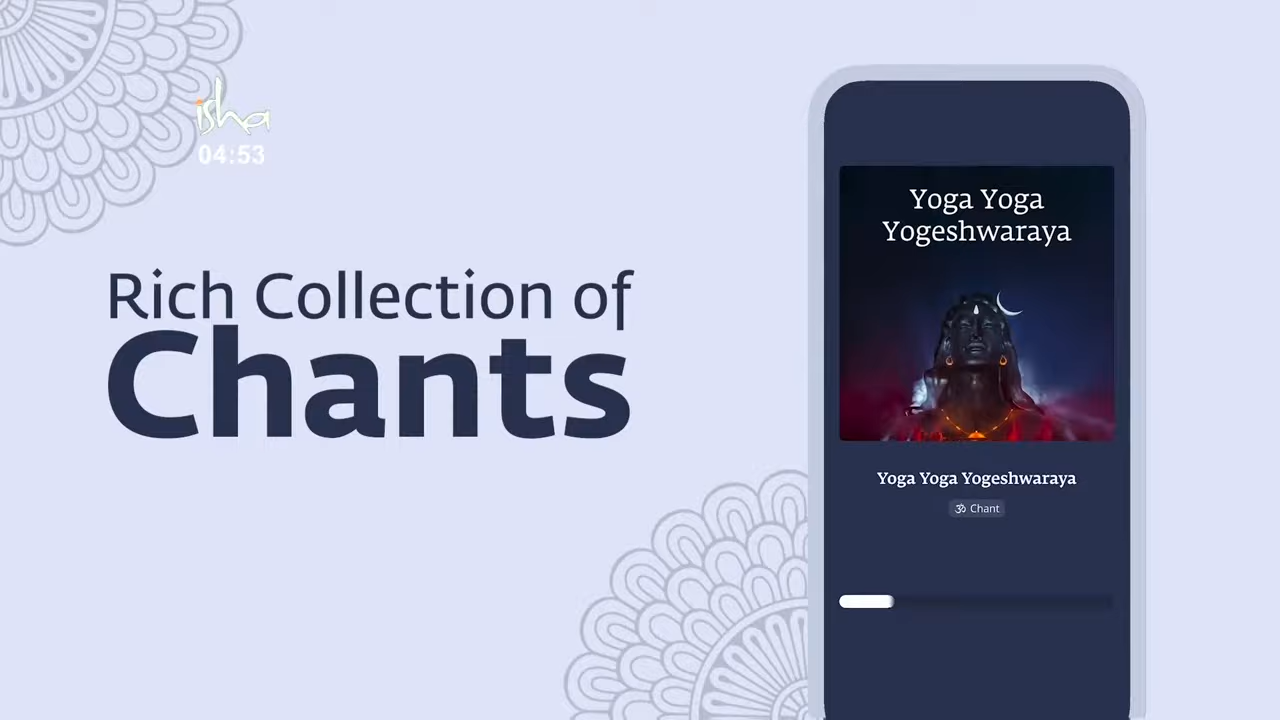 isha
04:53
Rich Collection of
Chants
Yoga Yoga
Yogeshwaraya
Yoga Yoga Yogeshwaraya
ॐ Chant